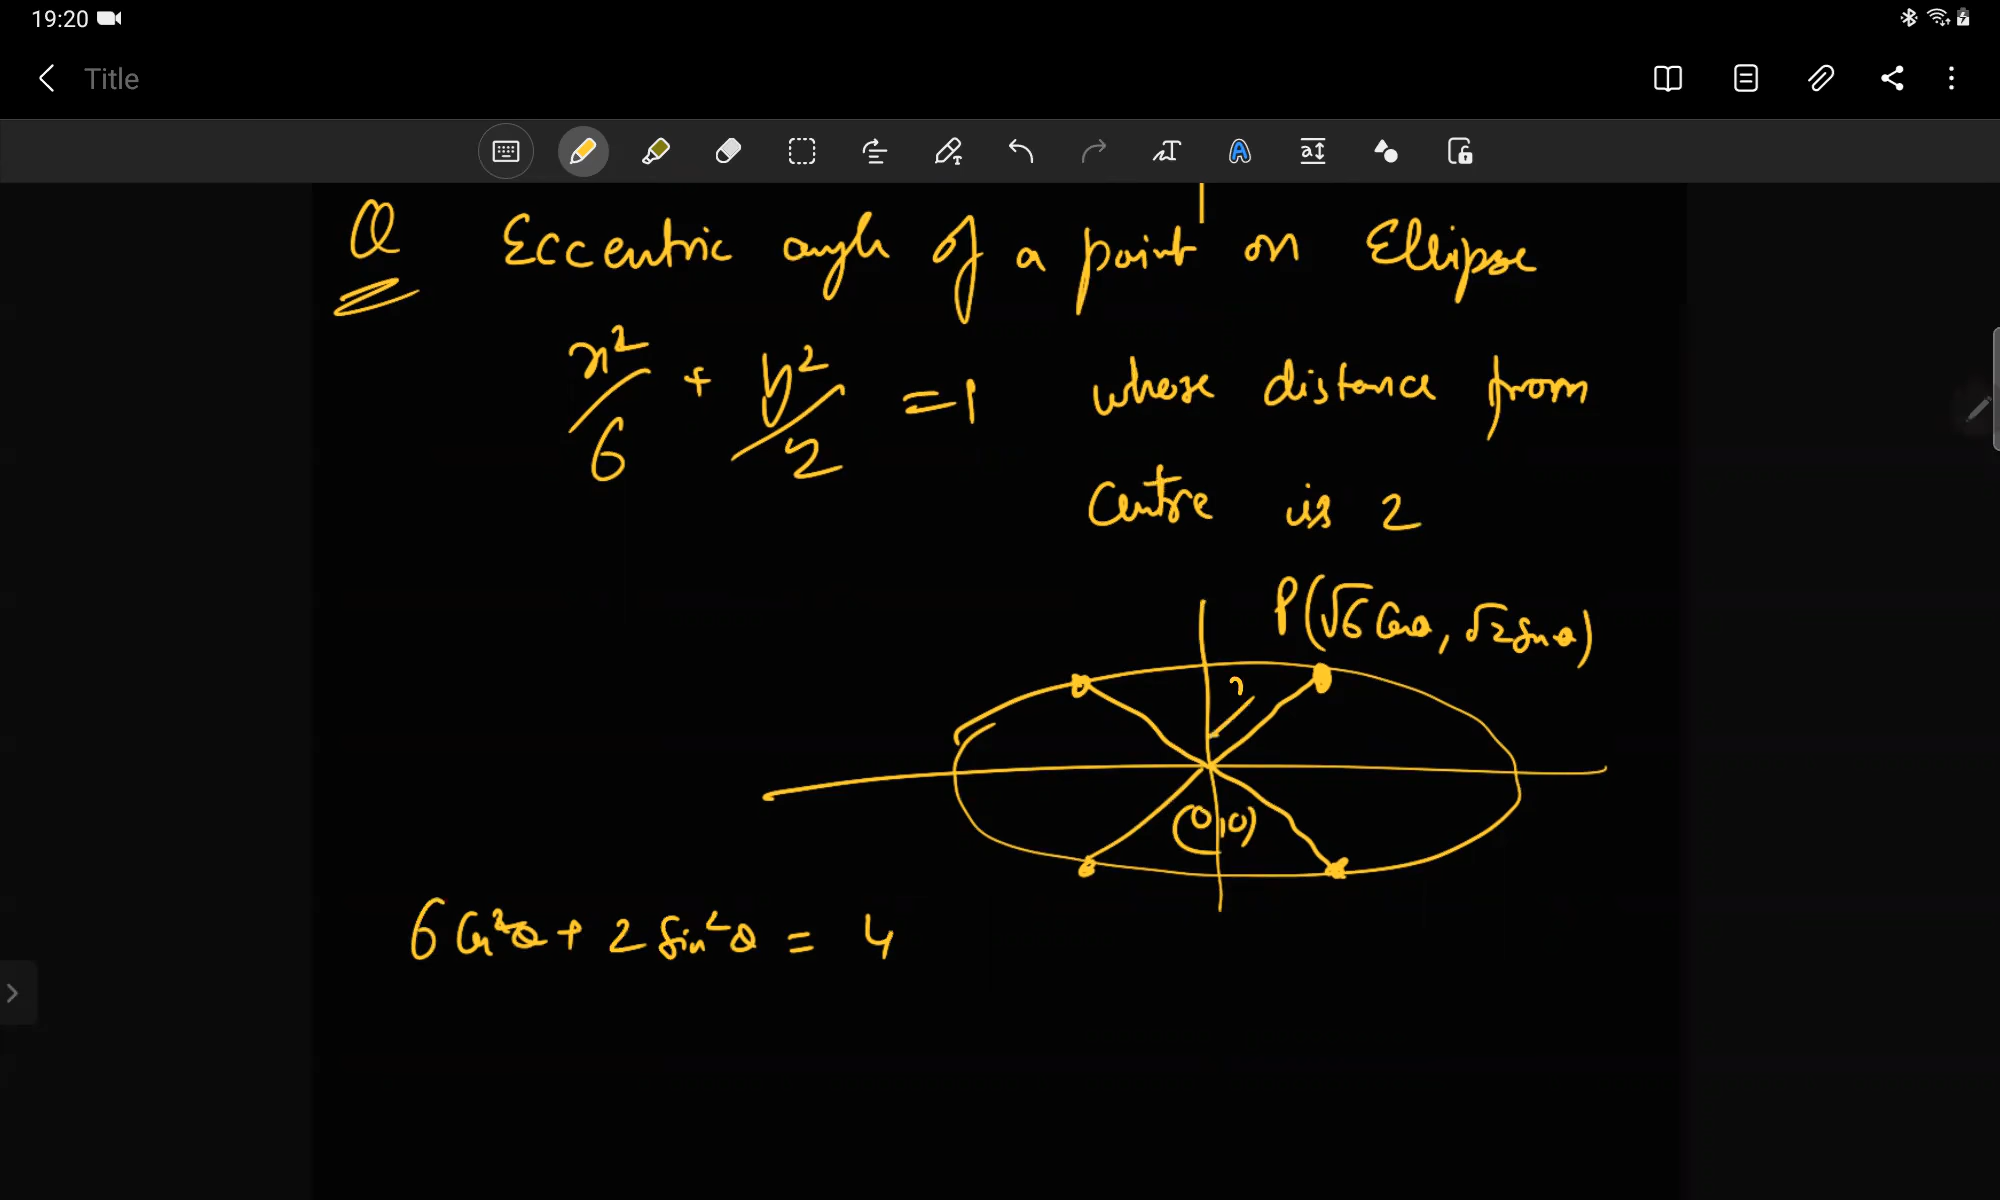 19:20
Title
Q Eccentric angle of a point on Ellipse
x²/6 + y²/2 = 1 whose distance from
Centre is 2
P(√6 Cosθ, √2 Sinθ)
2
(0,0)
6 Cos²θ + 2 Sin²θ = 4